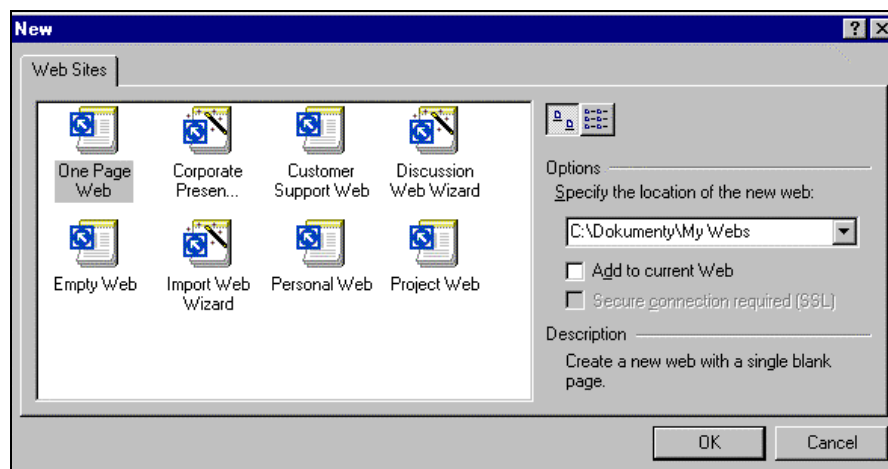 New
Web Sites
One Page
Web
Corporate
Presen...
Customer
Support Web
Discussion
Web Wizard
Empty Web
Import Web
Wizard
Personal Web
Project Web
Options
Specify the location of the new web:
C:\Dokumenty\My Webs
Add to current Web
Secure connection required (SSL)
Description
Create a new web with a single blank
page.
OK
Cancel